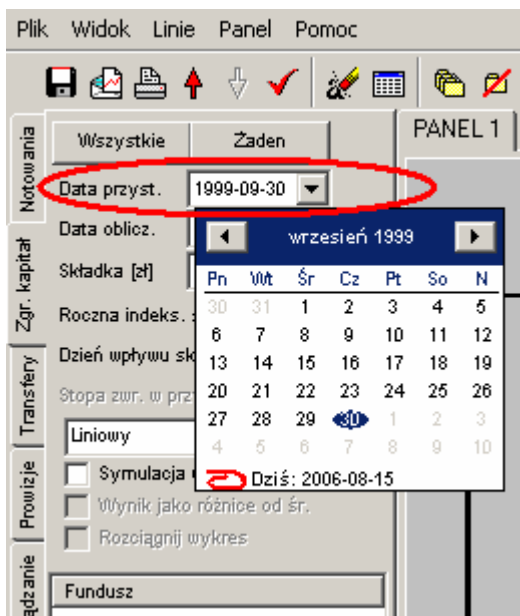 Plik Widok Linie Panel Pomoc
Notowania
Zgr. kapitał
Transfery
Prowizje
Wszystkie Żaden
PANEL 1
Data przyst. 1999-09-30
Data oblicz.
Składka [zł]
Roczna indeks.
Dzień wpływu
Stopa zwr. w
Liniowy
Symulacja
Wynik jako różnice od śr.
Rozciągnij wykres
Fundusz
wrzesień 1999
Pn Wt Śr Cz Pt So N
30 31 1 2 3 4 5
6 7 8 9 10 11 12
13 14 15 16 17 18 19
20 21 22 23 24 25 26
27 28 29 30 1 2 3
4 5 6 7 8 9 10
Dziś: 2006-08-15